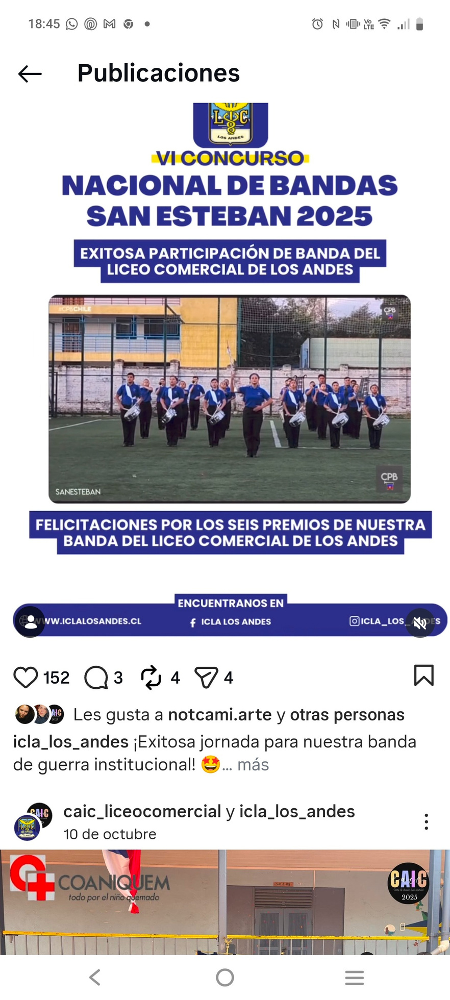 18:45
Vo
LTE
Publicaciones
LC
LOS ANDES
VI CONCURSO
NACIONAL DE BANDAS
SAN ESTEBAN 2025
EXITOSA PARTICIPACIÓN DE BANDA DEL
LICEO COMERCIAL DE LOS ANDES
#CPBCHILE
CPB
CPB
SANESTEBAN
FELICITACIONES POR LOS SEIS PREMIOS DE NUESTRA
BANDA DEL LICEO COMERCIAL DE LOS ANDES
ENCUENTRANOS EN
WWW.ICLALOSANDES.CL
ICLA LOS ANDES
ICLA_LOS_
152
3
4
4
Les gusta a notcami.arte y otras personas
icla_los_andes ¡Exitosa jornada para nuestra banda
de guerra institucional! 🤩... más
caic_liceocomercial y icla_los_andes
10 de octubre
COANIQUEM
todo por el niño quemado
CAIC
2025